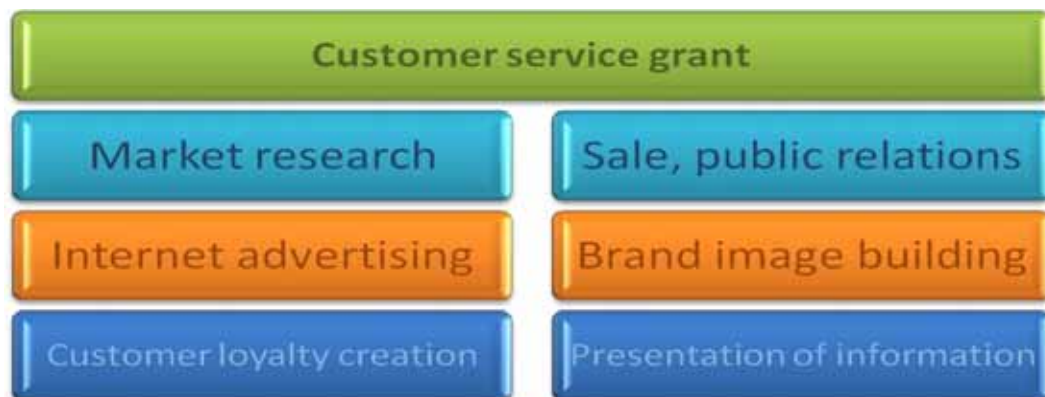 Customer service grant
Market research
Sale, public relations
Internet advertising
Brand image building
Customer loyalty creation
Presentation of information